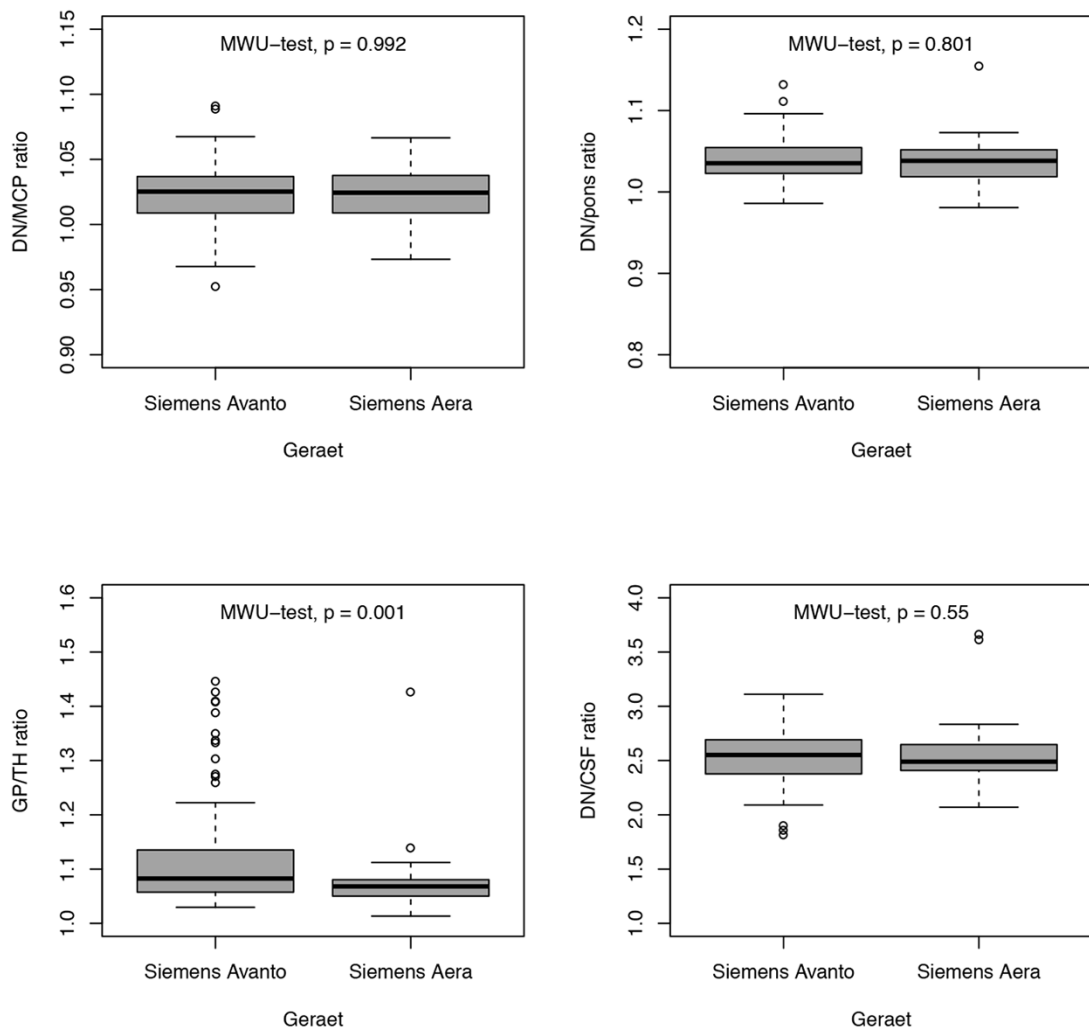 MWU−test, p = 0.992
DN/MCP ratio
1.15
1.10
1.05
1.00
0.95
0.90
Siemens Avanto Siemens Aera
Geraet
MWU−test, p = 0.801
DN/pons ratio
1.2
1.1
1.0
0.9
0.8
Siemens Avanto Siemens Aera
Geraet
MWU−test, p = 0.001
GP/TH ratio
1.6
1.5
1.4
1.3
1.2
1.1
1.0
Siemens Avanto Siemens Aera
Geraet
MWU−test, p = 0.55
DN/CSF ratio
4.0
3.5
3.0
2.5
2.0
1.5
1.0
Siemens Avanto Siemens Aera
Geraet